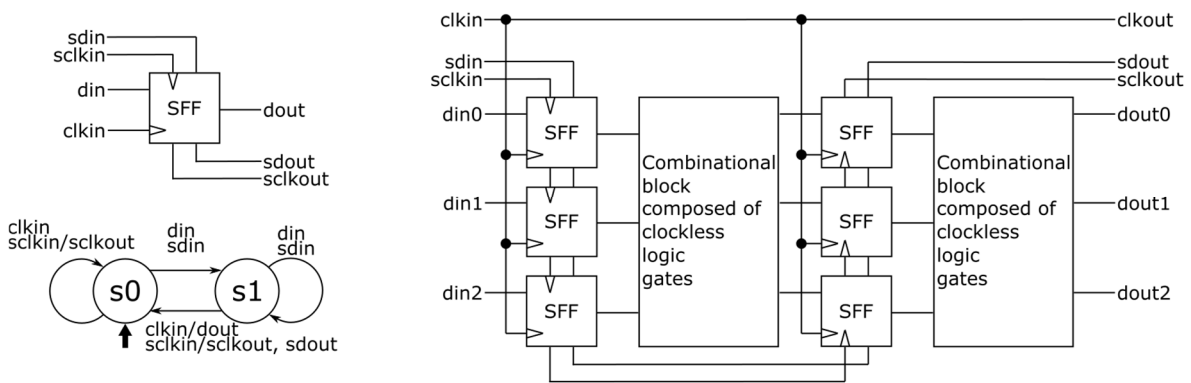 sdin
sclkin
din
clkin
SFF
dout
sdout
sclkout
clkin
sclkin/sclkout
din
sdin
din
sdin
s0
s1
clkin/dout
sclkin/sclkout, sdout
clkin
clkout
sdin
sclkin
sdout
sclkout
din0
SFF
SFF
dout0
Combinational
block
composed of
clockless
logic
gates
Combinational
block
composed of
clockless
logic
gates
din1
SFF
SFF
dout1
din2
SFF
SFF
dout2